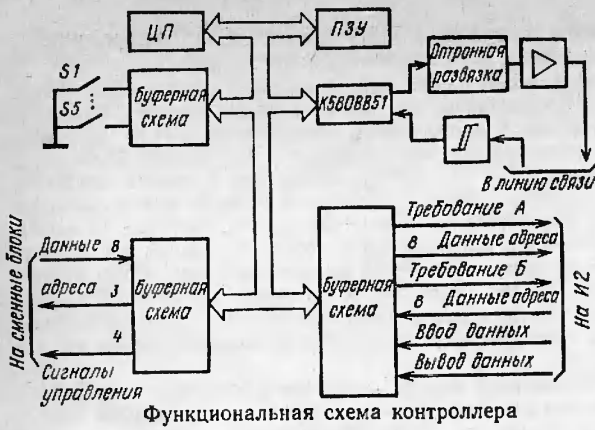 ЦП
ПЗУ
S1
S5
Буферная
схема
К580ВВ51
Оптронная
развязка
В линию связи
На сменные блоки
Данные 8
адреса 3
4
Сигналы
управления
Буферная
схема
Буферная
схема
Требование А
8 Данные адреса
Требование Б
8 Данные адреса
Ввод данных
Вывод данных
На И2
Функциональная схема контроллера